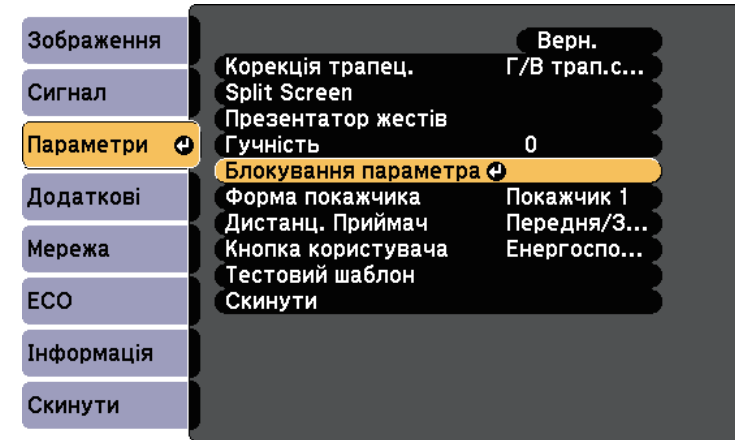 Зображення
Сигнал
Параметри
Додаткові
Мережа
ECO
Інформація
Скинути
Верн.
Корекція трапец. Г/В трап.с...
Split Screen
Презентатор жестів
Гучність 0
Блокування параметра
Форма покажчика Покажчик 1
Дистанц. Приймач Передня/З...
Кнопка користувача Енергоспо...
Тестовий шаблон
Скинути